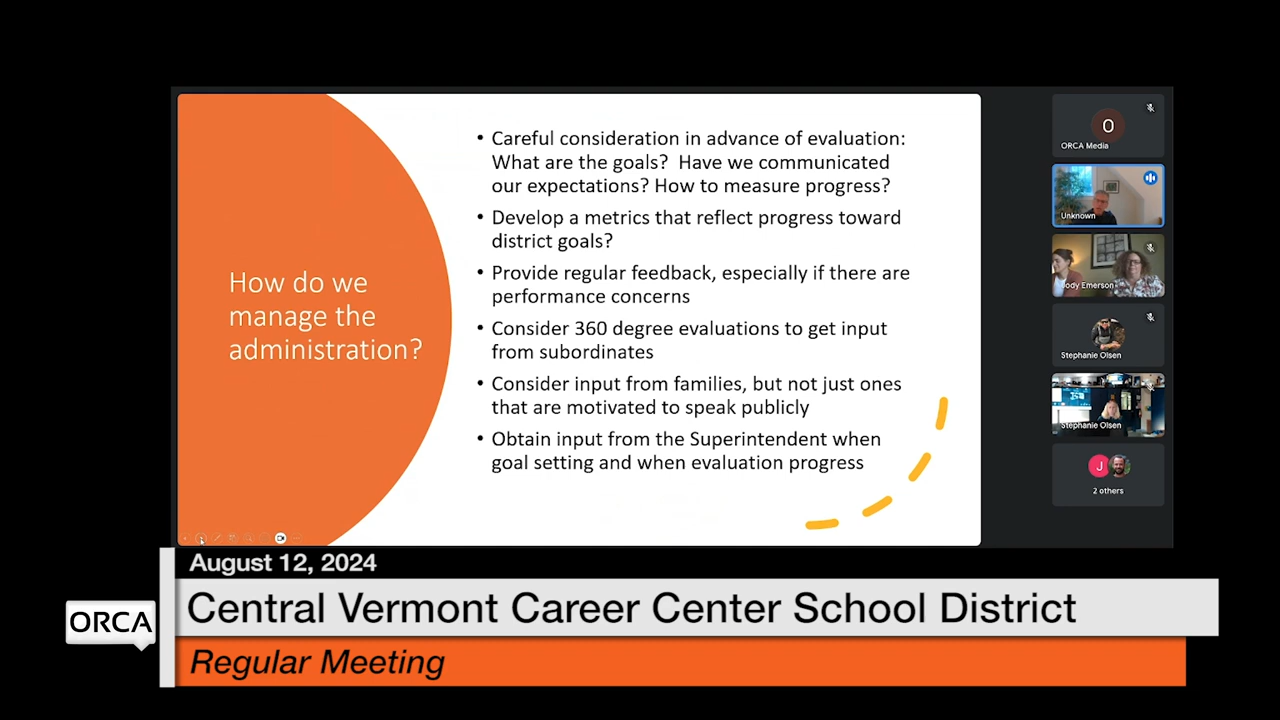 How do we
manage the
administration?
• Careful consideration in advance of evaluation:
What are the goals?  Have we communicated
our expectations? How to measure progress?
• Develop a metrics that reflect progress toward
district goals?
• Provide regular feedback, especially if there are
performance concerns
• Consider 360 degree evaluations to get input
from subordinates
• Consider input from families, but not just ones
that are motivated to speak publicly
• Obtain input from the Superintendent when
goal setting and when evaluation progress
O
ORCA Media
Unknown
Jody Emerson
Stephanie Olsen
Stephanie Olsen
J
2 others
August 12, 2024
ORCA
Central Vermont Career Center School District
Regular Meeting